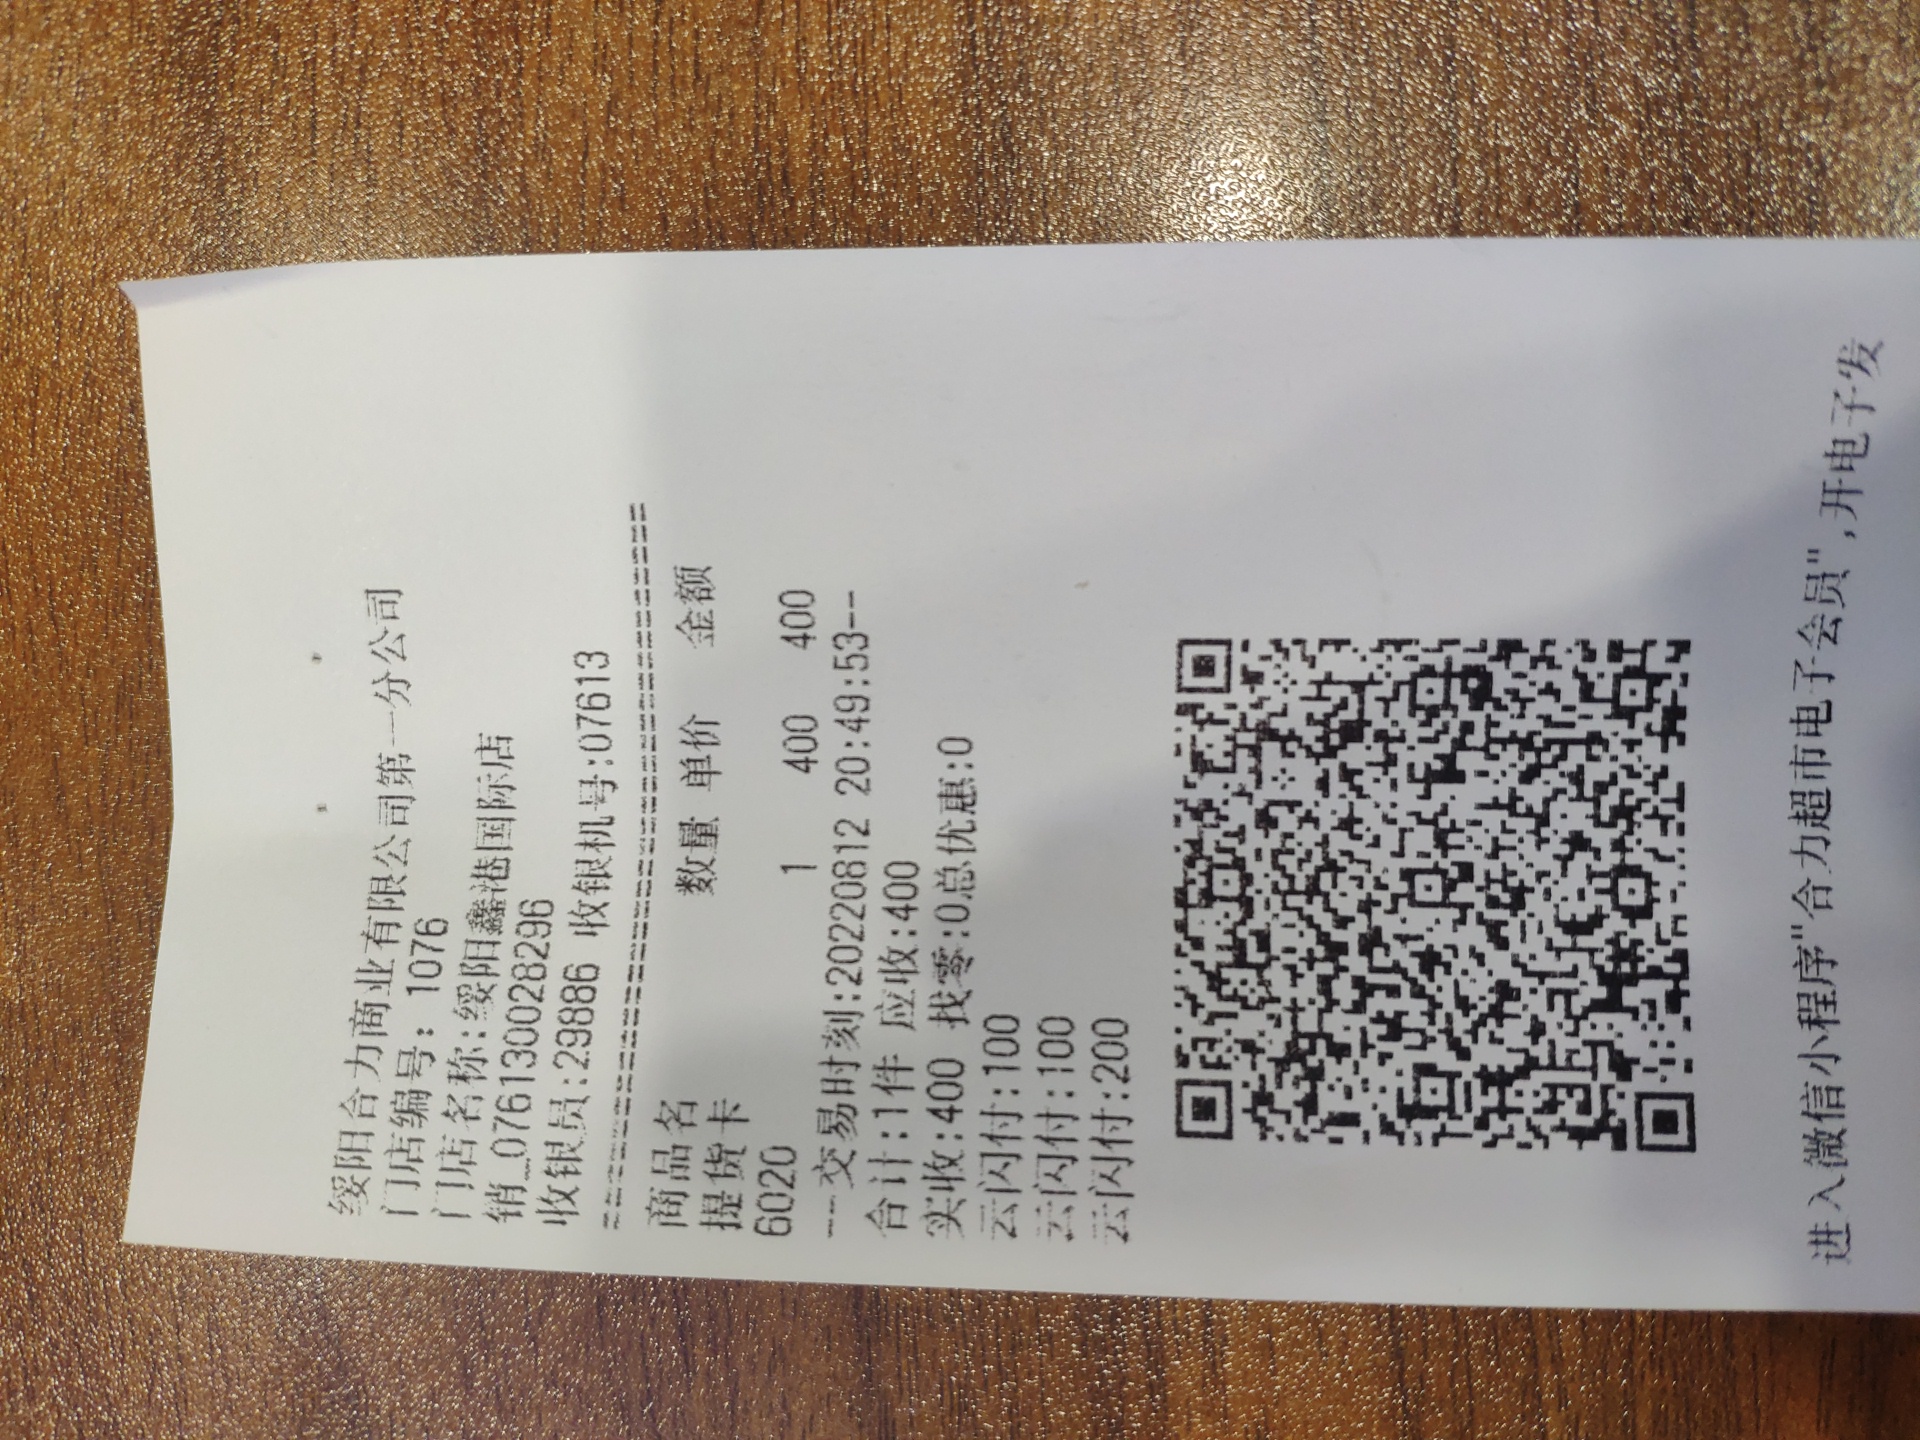 绥阳合力商业有限公司第一分公司
门店编号: 1076
门店名称:绥阳鑫港国际店
销_0761300028296
收银员:29886 收银机号:07613
商品名 数量 单价 金额
提货卡
6020 1 400 400
--交易时刻:20220812 20:49:53--
合计:1件 应收:400
实收:400 找零:0总优惠:0
云闪付:100
云闪付:100
云闪付:200
进入微信小程序"合力超市电子会员",开电子发